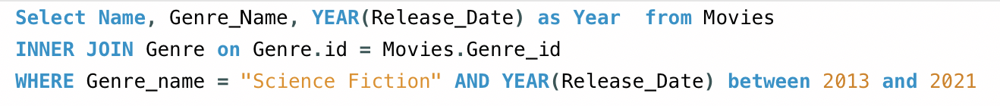 Select Name, Genre_Name, YEAR(Release_Date) as Year  from Movies
INNER JOIN Genre on Genre.id = Movies.Genre_id
WHERE Genre_name = "Science Fiction" AND YEAR(Release_Date) between 2013 and 2021